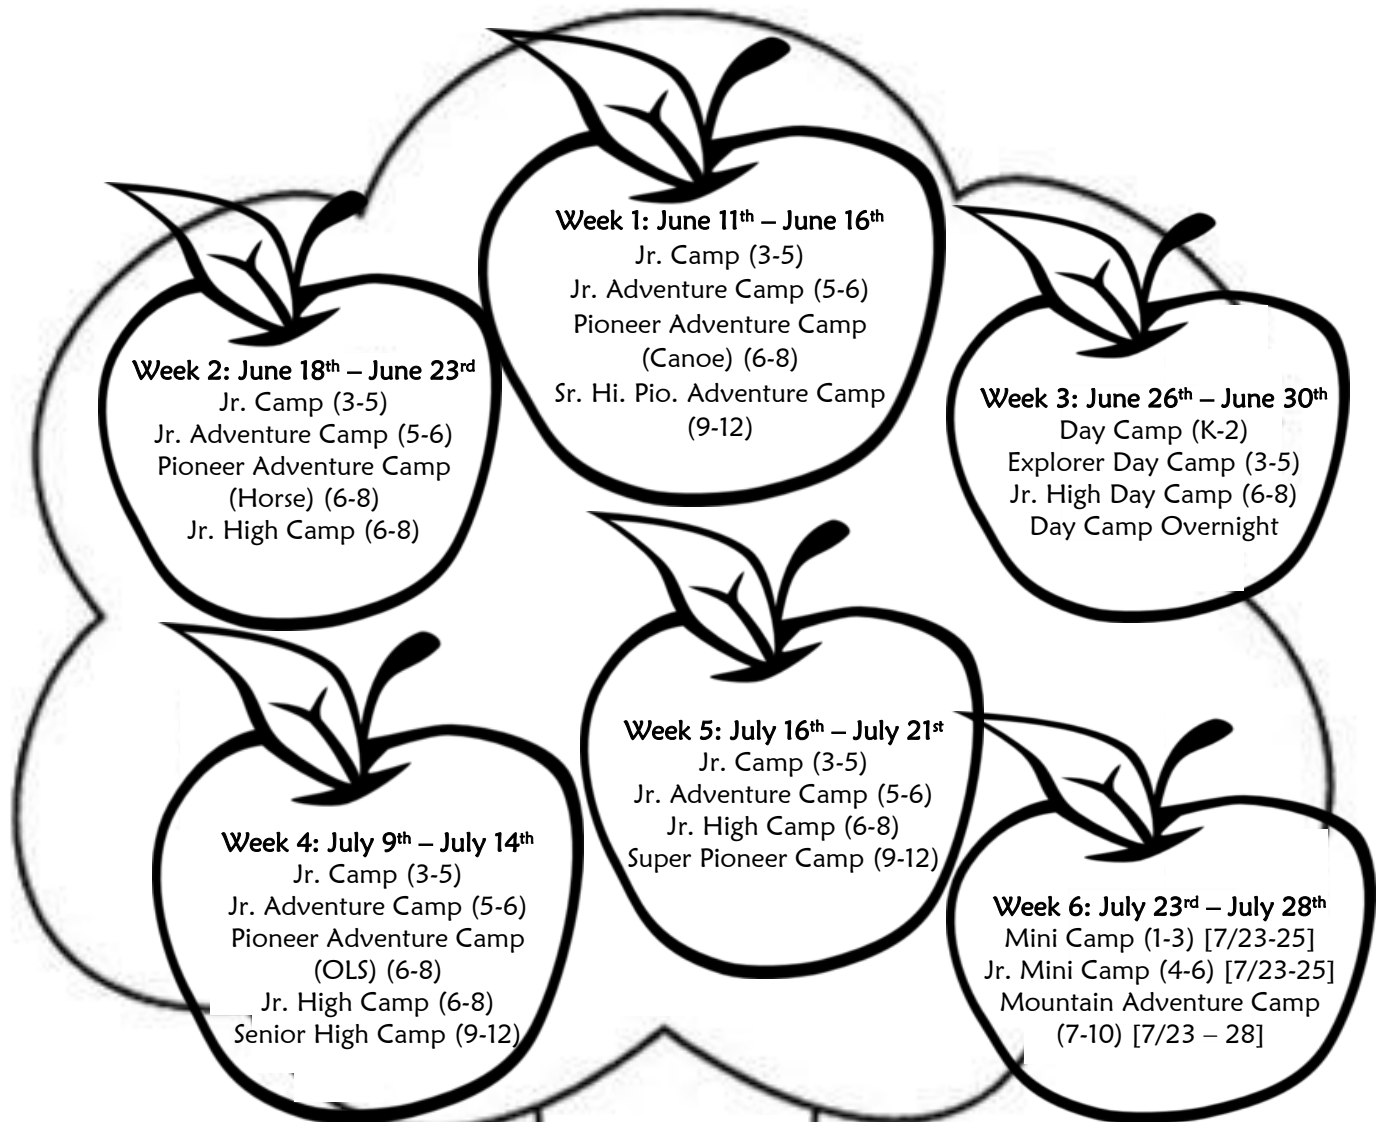 Week 1: June 11th – June 16th
Jr. Camp (3-5)
Jr. Adventure Camp (5-6)
Pioneer Adventure Camp
(Canoe) (6-8)
Sr. Hi. Pio. Adventure Camp
(9-12)
Week 2: June 18th – June 23rd
Jr. Camp (3-5)
Jr. Adventure Camp (5-6)
Pioneer Adventure Camp
(Horse) (6-8)
Jr. High Camp (6-8)
Week 3: June 26th – June 30th
Day Camp (K-2)
Explorer Day Camp (3-5)
Jr. High Day Camp (6-8)
Day Camp Overnight
Week 4: July 9th – July 14th
Jr. Camp (3-5)
Jr. Adventure Camp (5-6)
Pioneer Adventure Camp
(OLS) (6-8)
Jr. High Camp (6-8)
Senior High Camp (9-12)
Week 5: July 16th – July 21st
Jr. Camp (3-5)
Jr. Adventure Camp (5-6)
Jr. High Camp (6-8)
Super Pioneer Camp (9-12)
Week 6: July 23rd – July 28th
Mini Camp (1-3) [7/23-25]
Jr. Mini Camp (4-6) [7/23-25]
Mountain Adventure Camp
(7-10) [7/23 – 28]